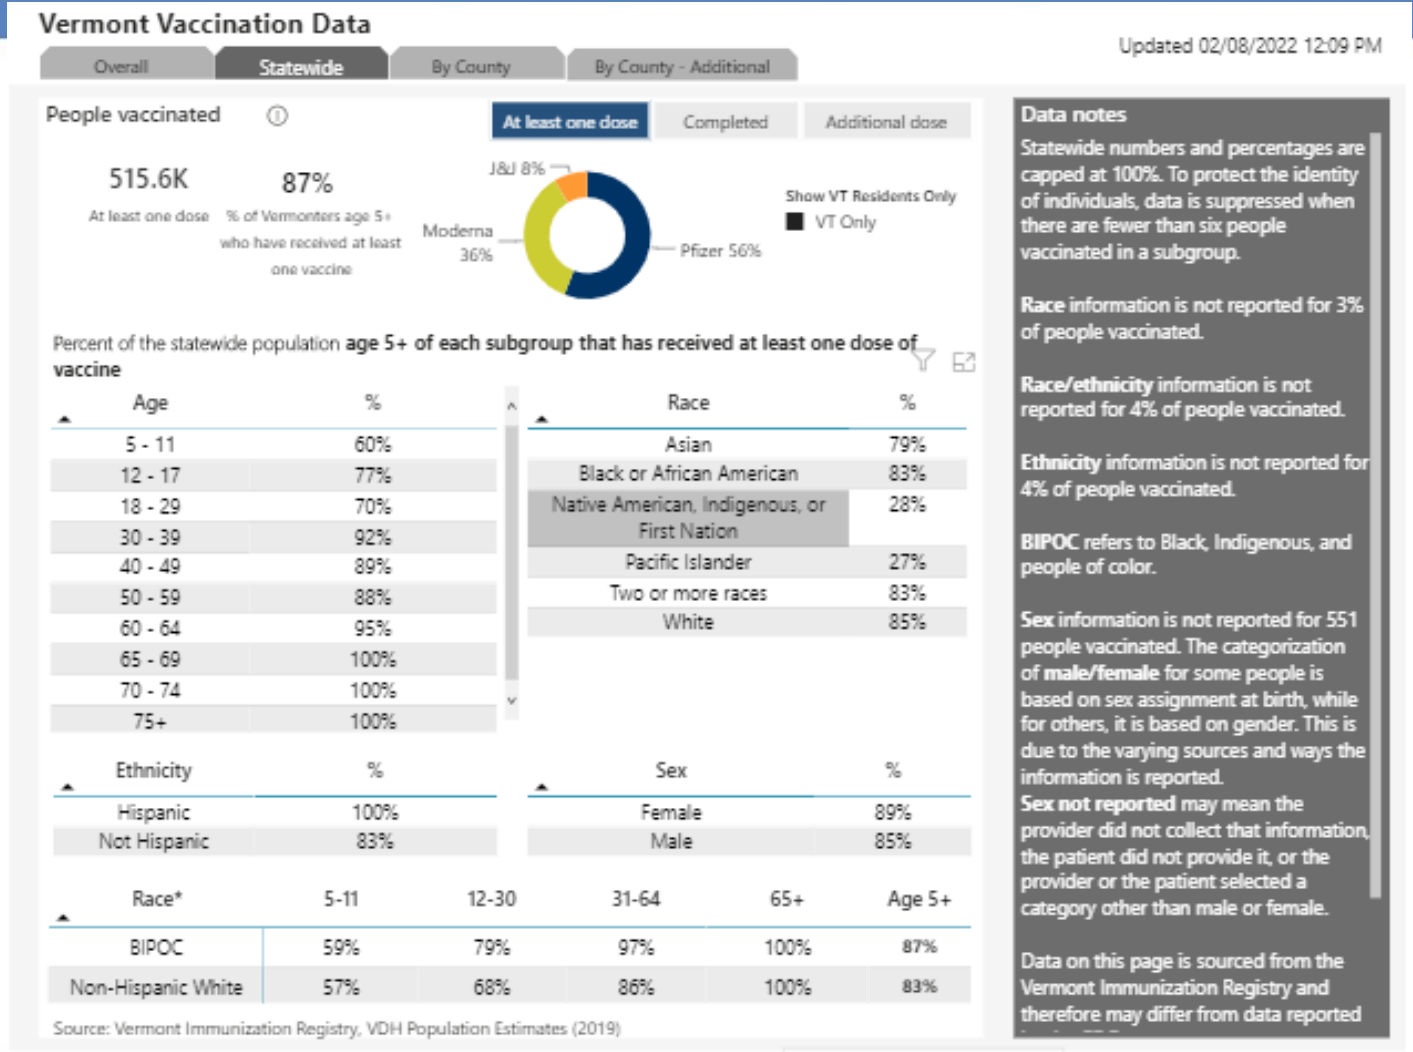 Vermont Vaccination Data
Updated 02/08/2022 12:09 PM
Overall
Statewide
By County
By County - Additional
People vaccinated
At least one dose
Completed
Additional dose
515.6K
At least one dose
87%
% of Vermonters age 5+
who have received at least
one vaccine
J&J 8%
Moderna
36%
Pfizer 56%
Show VT Residents Only
VT Only
Percent of the statewide population age 5+ of each subgroup that has received at least one dose of
vaccine
Age %
5 - 11 60%
12 - 17 77%
18 - 29 70%
30 - 39 92%
40 - 49 89%
50 - 59 88%
60 - 64 95%
65 - 69 100%
70 - 74 100%
75+ 100%
Race %
Asian 79%
Black or African American 83%
Native American, Indigenous, or 28%
First Nation
Pacific Islander 27%
Two or more races 83%
White 85%
Ethnicity %
Hispanic 100%
Not Hispanic 83%
Sex %
Female 89%
Male 85%
Race* 5-11 12-30 31-64 65+ Age 5+
BIPOC 59% 79% 97% 100% 87%
Non-Hispanic White 57% 68% 86% 100% 83%
Source: Vermont Immunization Registry, VDH Population Estimates (2019)
Data notes
Statewide numbers and percentages are
capped at 100%. To protect the identity
of individuals, data is suppressed when
there are fewer than six people
vaccinated in a subgroup.
Race information is not reported for 3%
of people vaccinated.
Race/ethnicity information is not
reported for 4% of people vaccinated.
Ethnicity information is not reported for
4% of people vaccinated.
BIPOC refers to Black, Indigenous, and
people of color.
Sex information is not reported for 551
people vaccinated. The categorization
of male/female for some people is
based on sex assignment at birth, while
for others, it is based on gender. This is
due to the varying sources and ways the
information is reported.
Sex not reported may mean the
provider did not collect that information,
the patient did not provide it, or the
provider or the patient selected a
category other than male or female.
Data on this page is sourced from the
Vermont Immunization Registry and
therefore may differ from data reported